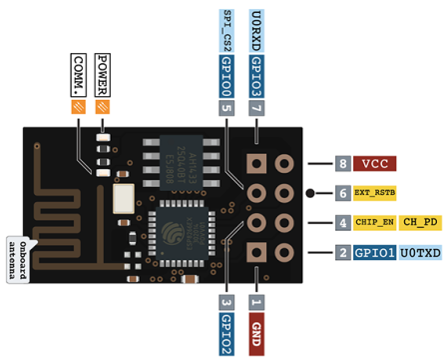 SPI_CS2 GPIO0 5
U0RXD GPIO3 7
COMM.
POWER
8 VCC
6 EXT_RSTB
4 CHIP_EN CH_PD
2 GPIO1 U0TXD
1 GND
3 GPIO2
Onboard
antenna